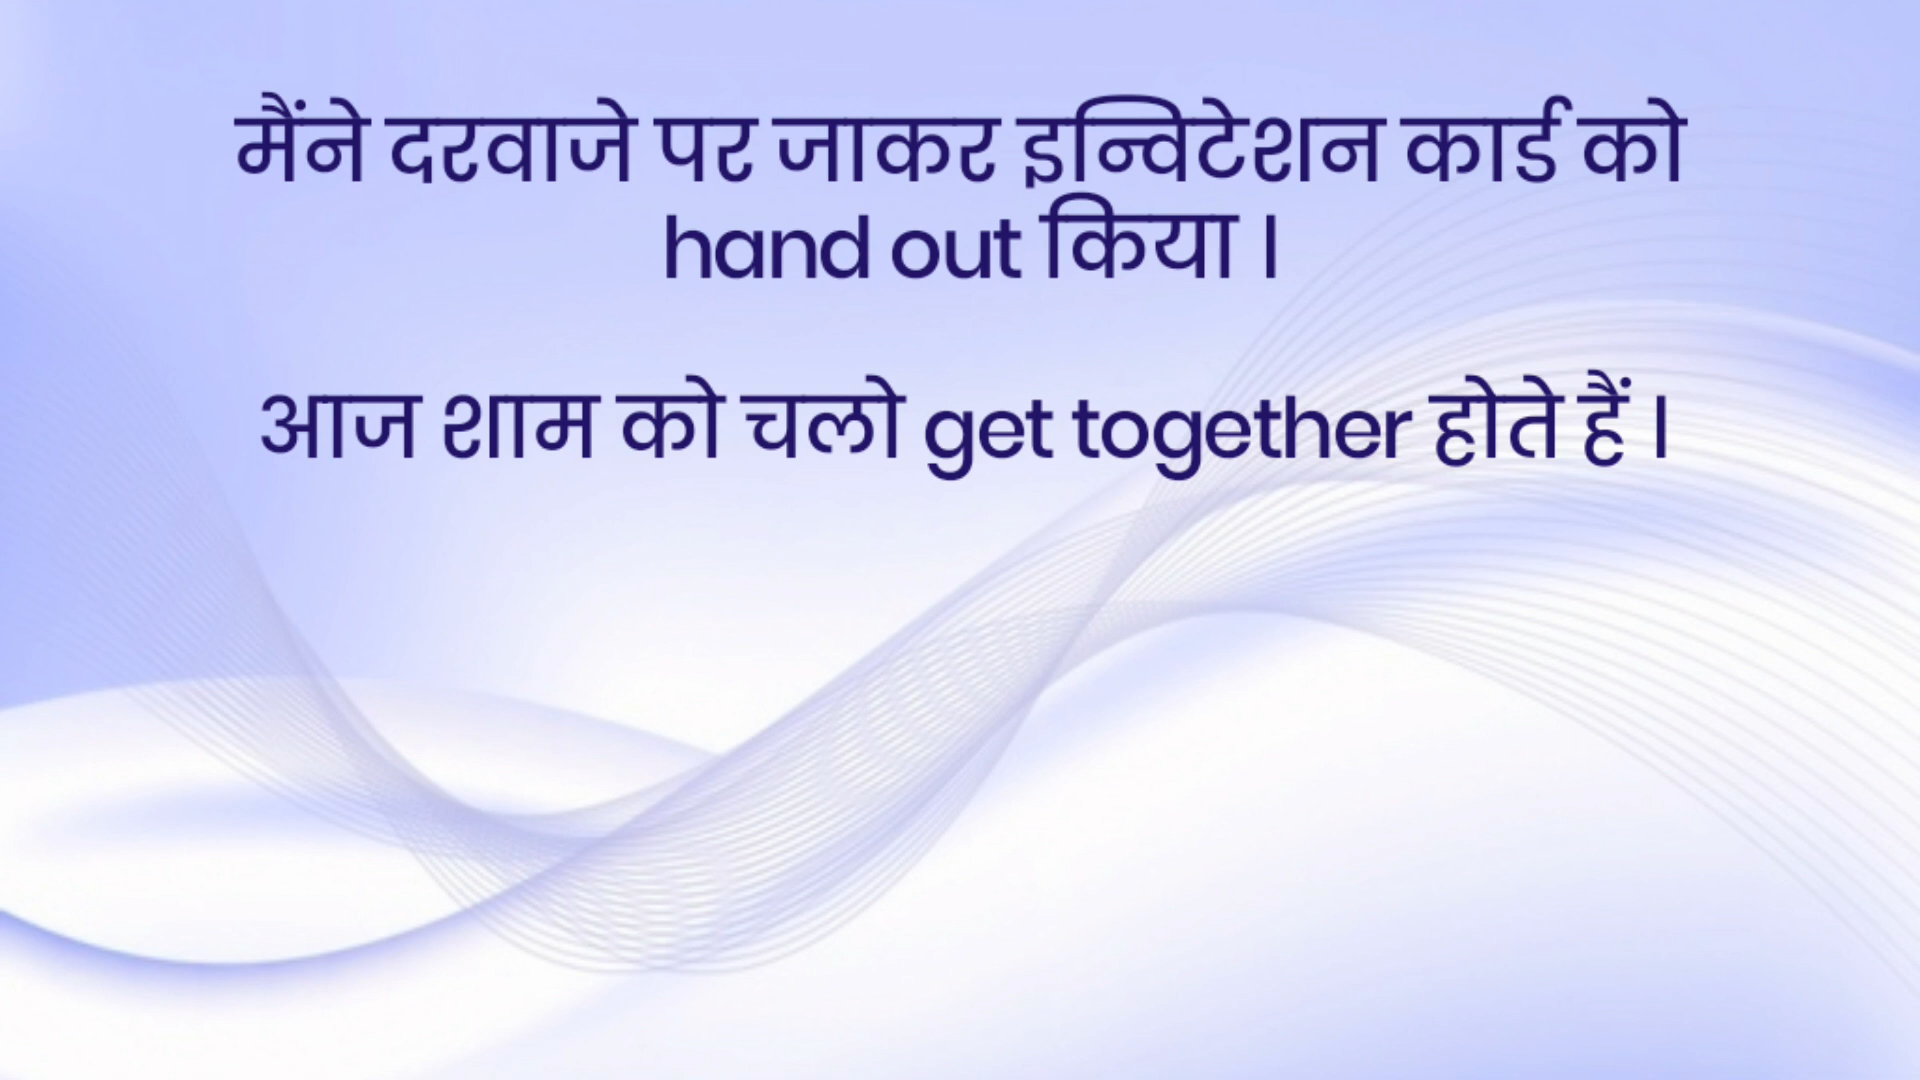 मैंने दरवाजे पर जाकर इन्विटेशन कार्ड को
hand out किया ।
आज शाम को चलो get together होते हैं ।